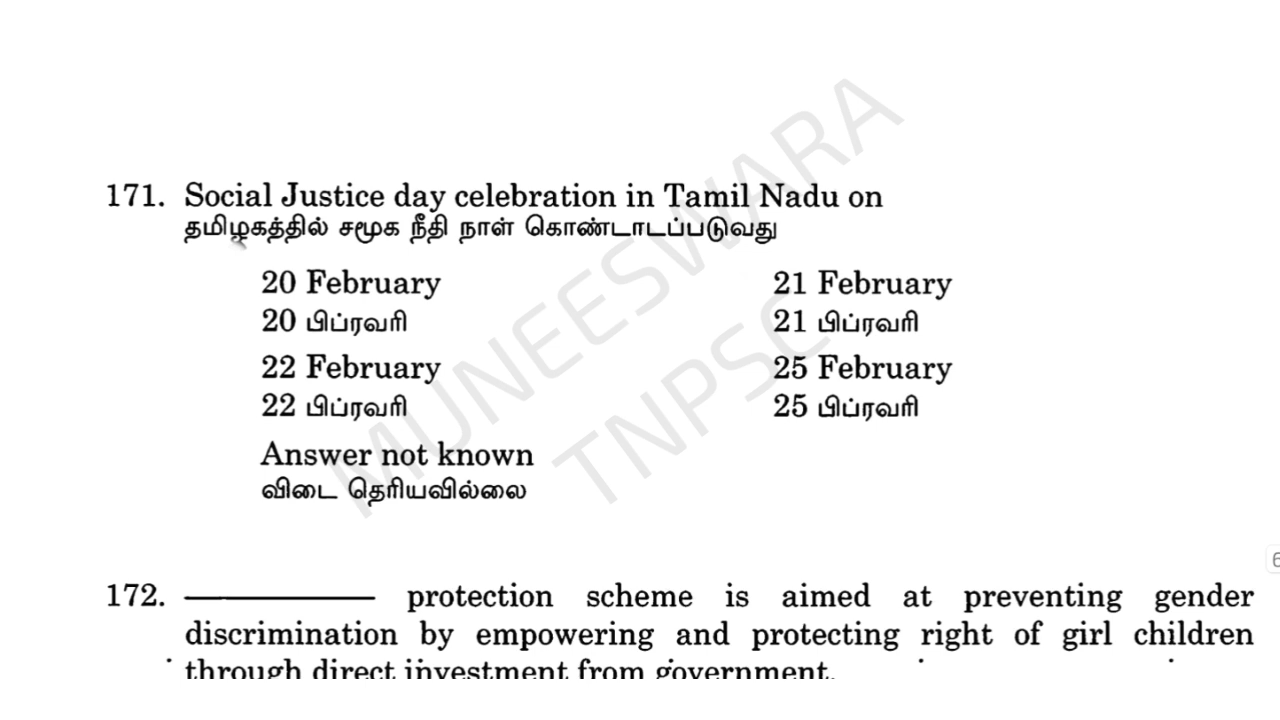 171. Social Justice day celebration in Tamil Nadu on
தமிழகத்தில் சமூக நீதி நாள் கொண்டாடப்படுவது
20 February 21 February
20 பிப்ரவரி 21 பிப்ரவரி
22 February 25 February
22 பிப்ரவரி 25 பிப்ரவரி
Answer not known
விடை தெரியவில்லை
MUNEESWARA
TNPSC
6
172. ———— protection scheme is aimed at preventing gender
discrimination by empowering and protecting right of girl children
through direct investment from government.